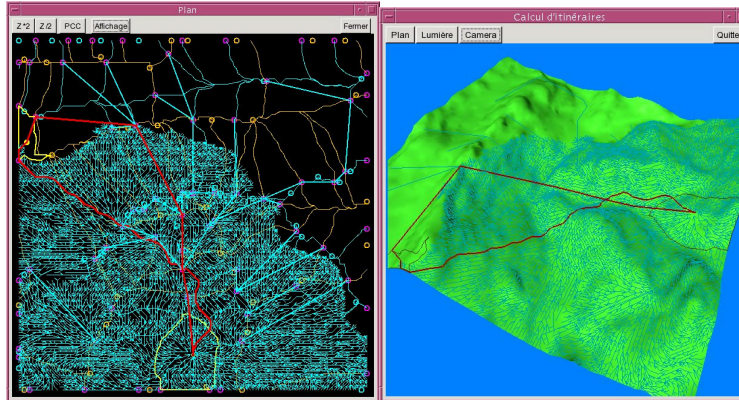 Plan
Z *2 Z /2 PCC Affichage Fermer
Calcul d'itinéraires
Plan Lumière Camera Quitte